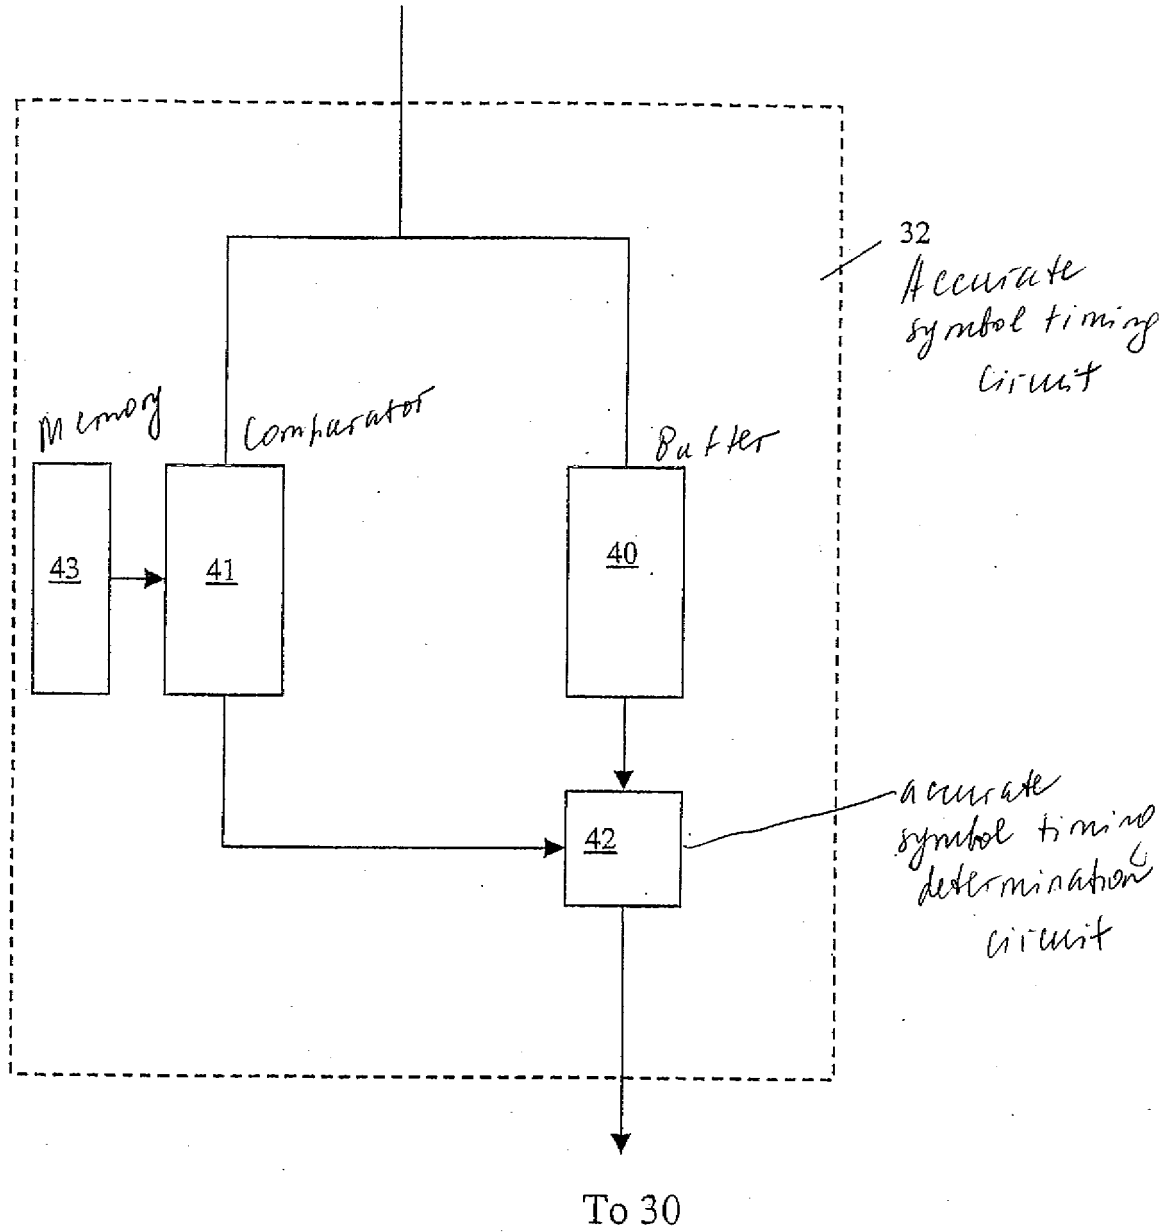 32
Accurate
symbol timing
circuit
Memory
Comparator
Buffer
43
41
40
42
accurate
symbol timing
determination
circuit
To 30